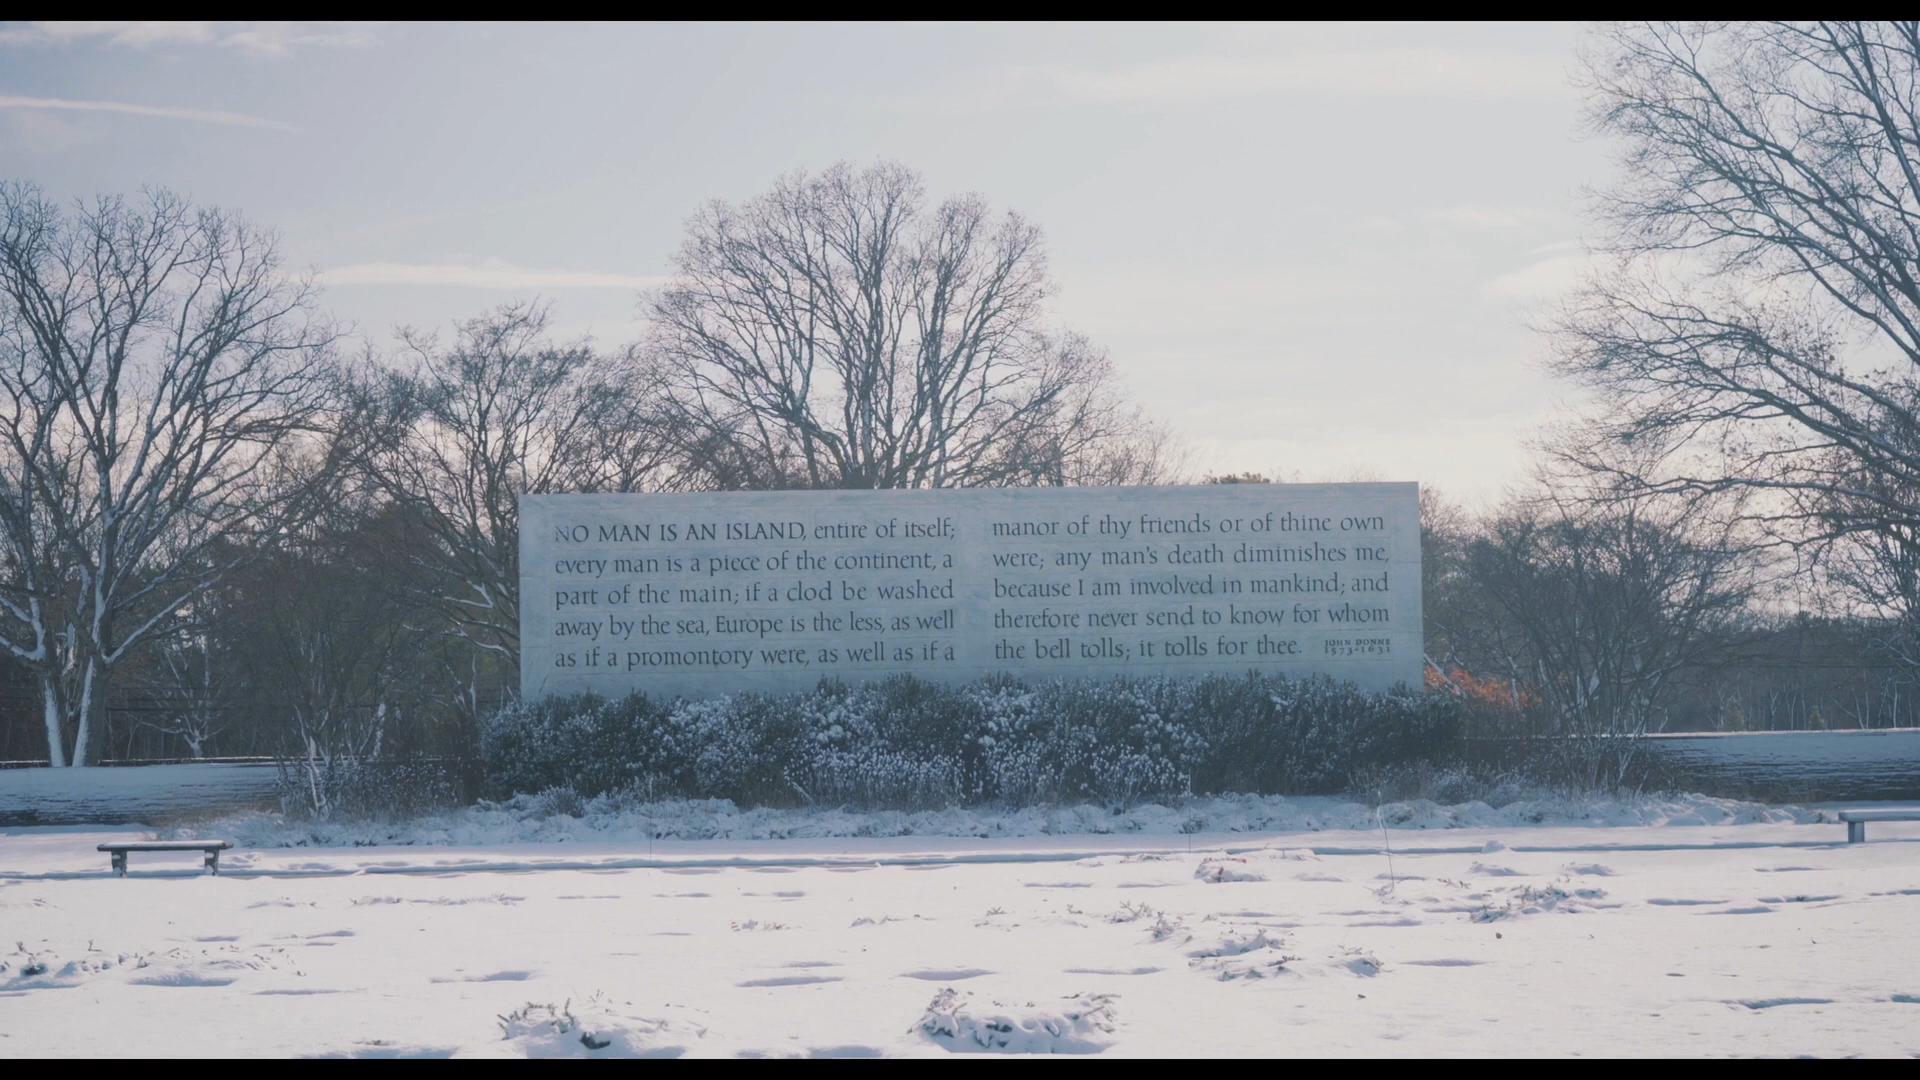 NO MAN IS AN ISLAND, entire of itself;
every man is a piece of the continent, a
part of the main; if a clod be washed
away by the sea, Europe is the less, as well
as if a promontory were, as well as if a
manor of thy friends or of thine own
were; any man's death diminishes me,
because I am involved in mankind; and
therefore never send to know for whom
the bell tolls; it tolls for thee.
JOHN DONNE
1573-1631